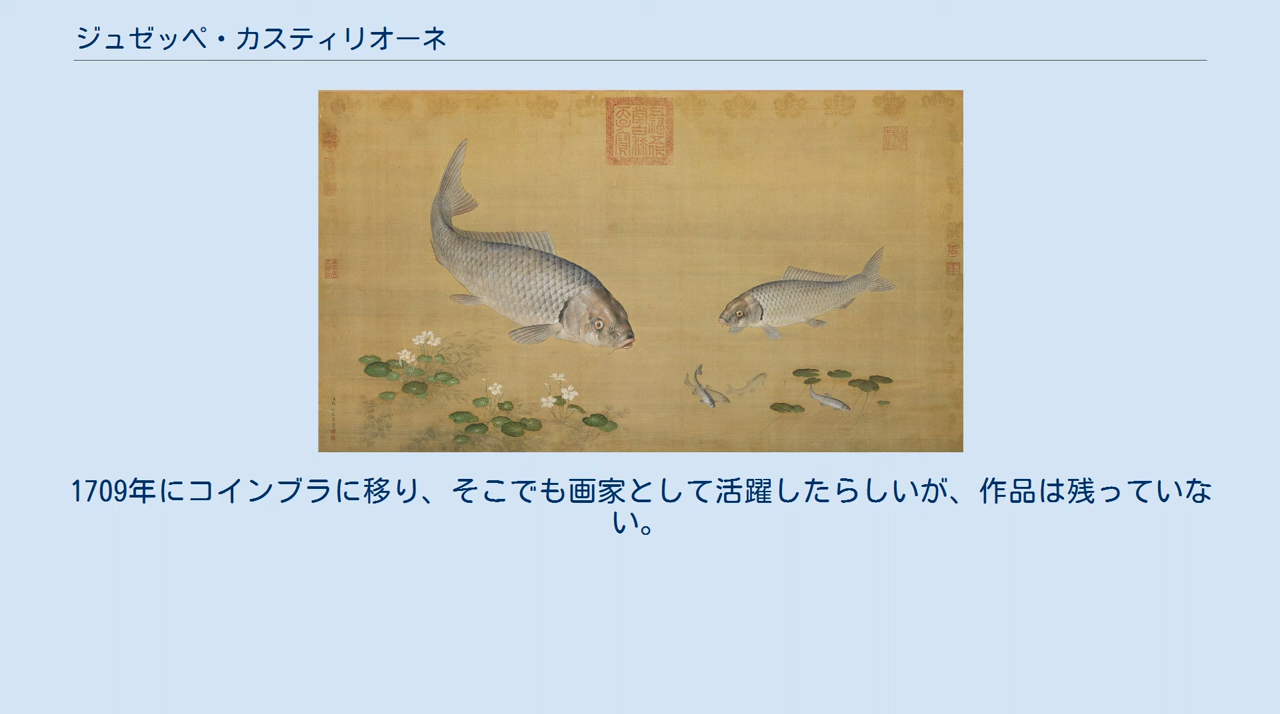 ジュゼッペ・カスティリオーネ
1709年にコインブラに移り、そこでも画家として活躍したらしいが、作品は残っていな
い。